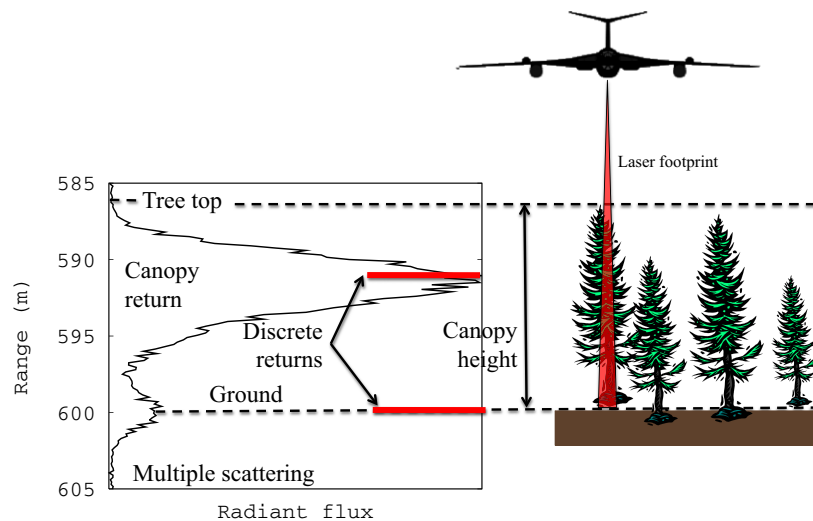 Laser footprint
585
Tree top
590
Canopy
return
595
Discrete
returns
Canopy
height
Ground
600
Multiple scattering
605
Range (m)
Radiant flux